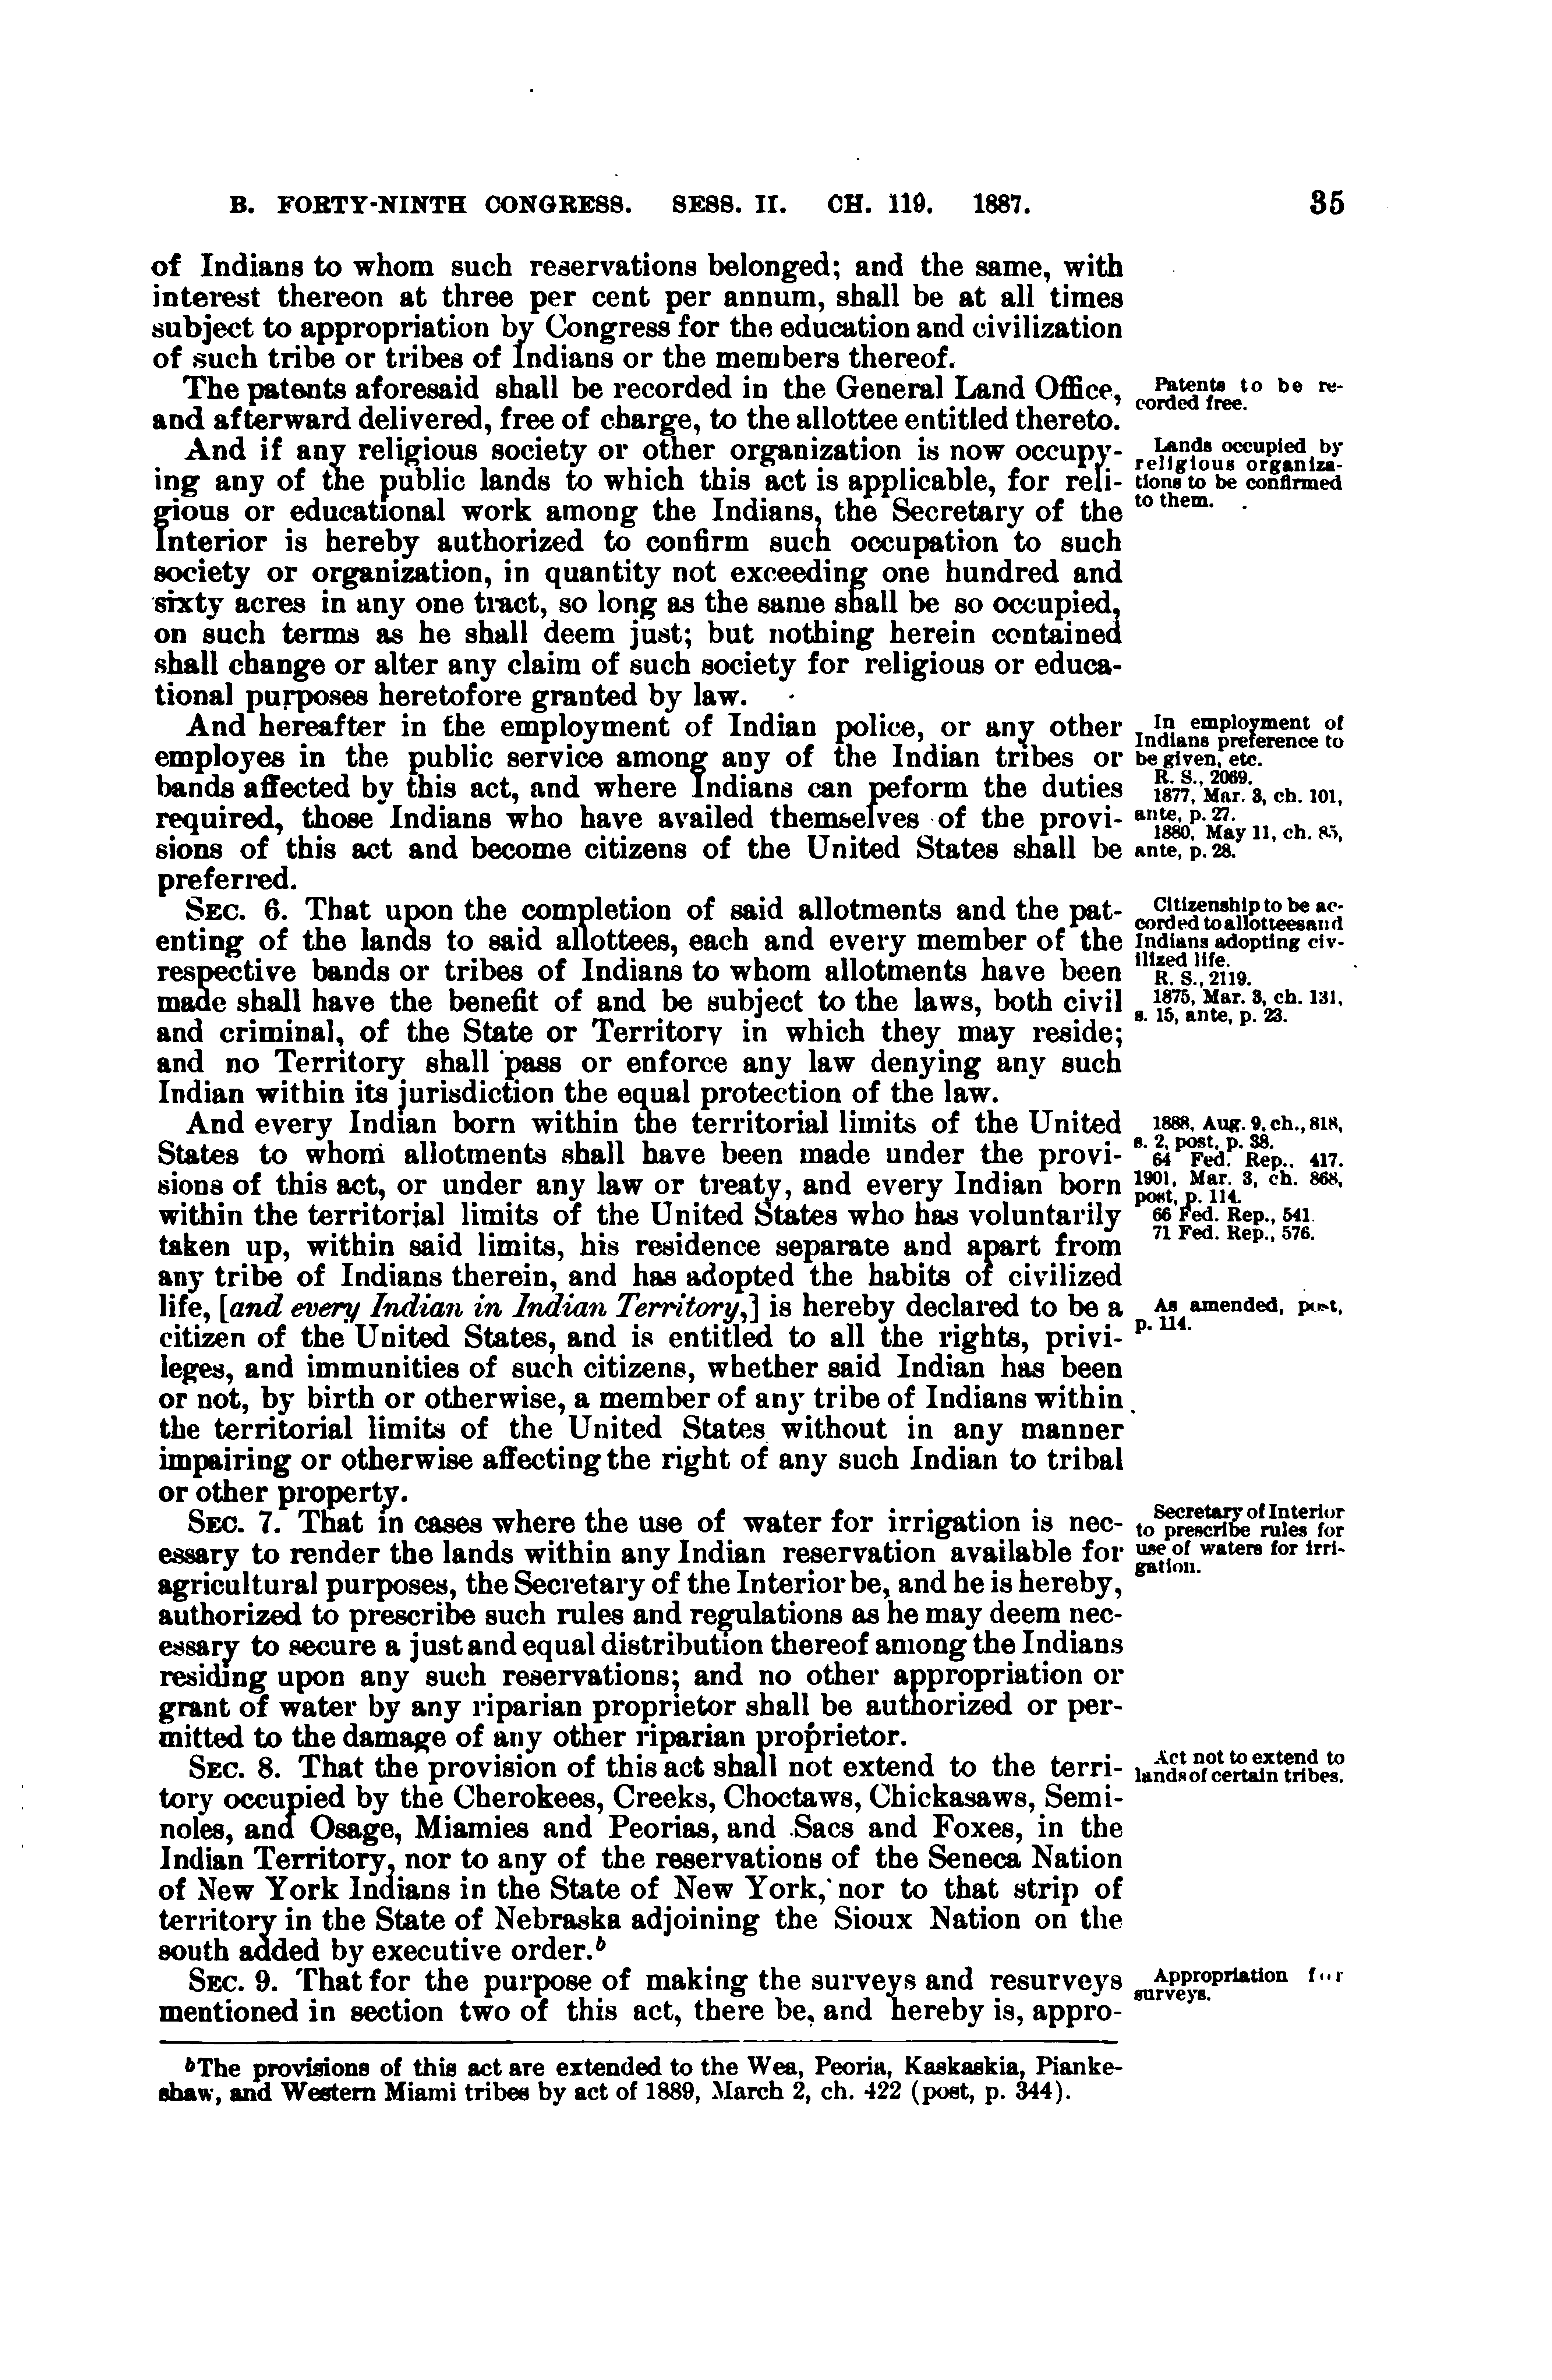 B. FORTY-NINTH CONGRESS. SESS. II. CH. 119. 1887. 35
of Indians to whom such reservations belonged; and the same, with
interest thereon at three per cent per annum, shall be at all times
subject to appropriation by Congress for the education and civilization
of such tribe or tribes of Indians or the members thereof.
The patents aforesaid shall be recorded in the General Land Office,
and afterward delivered, free of charge, to the allottee entitled thereto.
Patents to be re-
corded free.
And if any religious society or other organization is now occupy-
ing any of the public lands to which this act is applicable, for reli-
gious or educational work among the Indians, the Secretary of the
Interior is hereby authorized to confirm such occupation to such
society or organization, in quantity not exceeding one hundred and
sixty acres in any one tract, so long as the same shall be so occupied,
on such terms as he shall deem just; but nothing herein contained
shall change or alter any claim of such society for religious or educa-
tional purposes heretofore granted by law.
Lands occupied by
religious organiza-
tions to be confirmed
to them.
And hereafter in the employment of Indian police, or any other
employes in the public service among any of the Indian tribes or
bands affected by this act, and where Indians can peform the duties
required, those Indians who have availed themselves of the provi-
sions of this act and become citizens of the United States shall be
preferred.
In employment of
Indians preference to
be given, etc.
R. S., 2069.
1877, Mar. 3, ch. 101,
ante, p. 27.
1880, May 11, ch. 85,
ante, p. 28.
SEC. 6. That upon the completion of said allotments and the pat-
enting of the lands to said allottees, each and every member of the
respective bands or tribes of Indians to whom allotments have been
made shall have the benefit of and be subject to the laws, both civil
and criminal, of the State or Territory in which they may reside;
and no Territory shall pass or enforce any law denying any such
Indian within its jurisdiction the equal protection of the law.
Citizenship to be ac-
corded to allottees and
Indians adopting civ-
ilized life.
R. S., 2119.
1875, Mar. 3, ch. 131,
s. 15, ante, p. 23.
And every Indian born within the territorial limits of the United
States to whom allotments shall have been made under the provi-
sions of this act, or under any law or treaty, and every Indian born
within the territorial limits of the United States who has voluntarily
taken up, within said limits, his residence separate and apart from
any tribe of Indians therein, and has adopted the habits of civilized
life, [and every Indian in Indian Territory,] is hereby declared to be a
citizen of the United States, and is entitled to all the rights, privi-
leges, and immunities of such citizens, whether said Indian has been
or not, by birth or otherwise, a member of any tribe of Indians within
the territorial limits of the United States without in any manner
impairing or otherwise affecting the right of any such Indian to tribal
or other property.
1888, Aug. 9, ch., 818,
s. 2, post, p. 38.
64 Fed. Rep., 417.
1901, Mar. 3, ch. 868,
post, p. 114.
66 Fed. Rep., 541.
71 Fed. Rep., 576.
As amended, post,
p. 114.
SEC. 7. That in cases where the use of water for irrigation is nec-
essary to render the lands within any Indian reservation available for
agricultural purposes, the Secretary of the Interior be, and he is hereby,
authorized to prescribe such rules and regulations as he may deem nec-
essary to secure a just and equal distribution thereof among the Indians
residing upon any such reservations; and no other appropriation or
grant of water by any riparian proprietor shall be authorized or per-
mitted to the damage of any other riparian proprietor.
Secretary of Interior
to prescribe rules for
use of waters for irri-
gation.
SEC. 8. That the provision of this act shall not extend to the terri-
tory occupied by the Cherokees, Creeks, Choctaws, Chickasaws, Semi-
noles, and Osage, Miamies and Peorias, and Sacs and Foxes, in the
Indian Territory, nor to any of the reservations of the Seneca Nation
of New York Indians in the State of New York, nor to that strip of
territory in the State of Nebraska adjoining the Sioux Nation on the
south added by executive order.b
Act not to extend to
lands of certain tribes.
SEC. 9. That for the purpose of making the surveys and resurveys
mentioned in section two of this act, there be, and hereby is, appro-
Appropriation for
surveys.
bThe provisions of this act are extended to the Wea, Peoria, Kaskaskia, Pianke-
shaw, and Western Miami tribes by act of 1889, March 2, ch. 422 (post, p. 344).